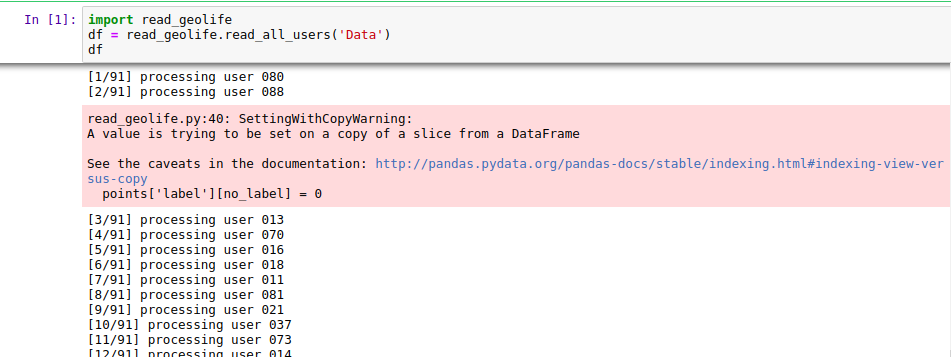 In [1]: import read_geolife
df = read_geolife.read_all_users('Data')
df
[1/91] processing user 080
[2/91] processing user 088
read_geolife.py:40: SettingWithCopyWarning:
A value is trying to be set on a copy of a slice from a DataFrame
See the caveats in the documentation: http://pandas.pydata.org/pandas-docs/stable/indexing.html#indexing-view-ver
sus-copy
points['label'][no_label] = 0
[3/91] processing user 013
[4/91] processing user 070
[5/91] processing user 016
[6/91] processing user 018
[7/91] processing user 011
[8/91] processing user 081
[9/91] processing user 021
[10/91] processing user 037
[11/91] processing user 073
[12/91] processing user 014